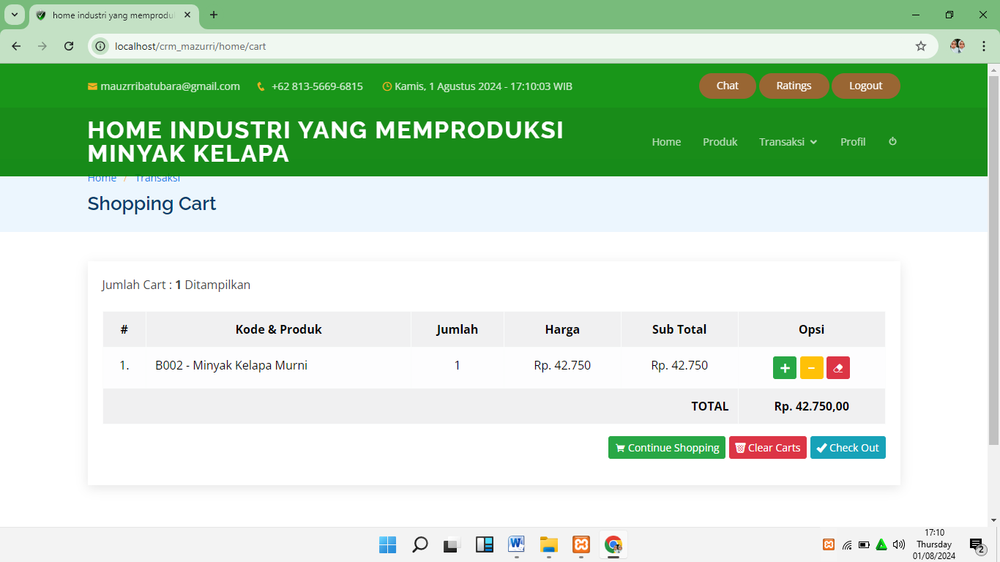 home industri yang memprodu
localhost/crm_mazurri/home/cart
mauzrribatubara@gmail.com +62 813-5669-6815 Kamis, 1 Agustus 2024 - 17:10:03 WIB Chat Ratings Logout
HOME INDUSTRI YANG MEMPRODUKSI
MINYAK KELAPA
Home Produk Transaksi Profil
Home / Transaksi
Shopping Cart
Jumlah Cart : 1 Ditampilkan
# Kode & Produk Jumlah Harga Sub Total Opsi
1. B002 - Minyak Kelapa Murni 1 Rp. 42.750 Rp. 42.750
TOTAL Rp. 42.750,00
Continue Shopping Clear Carts Check Out
17:10
Thursday
01/08/2024
2